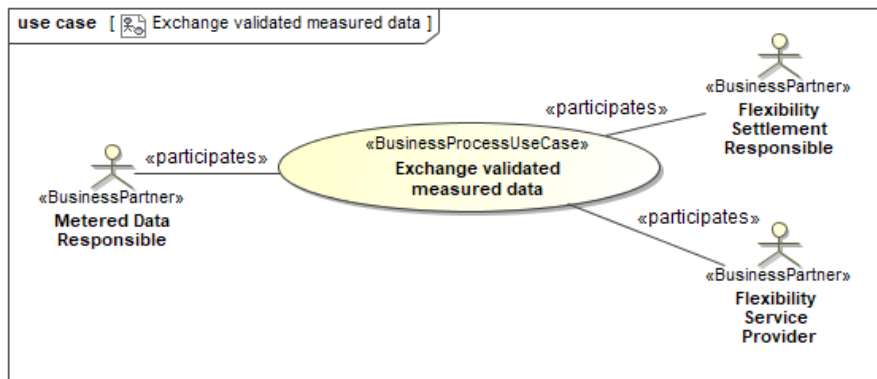 use case [ Exchange validated measured data ]
«BusinessPartner»
Flexibility
Settlement
Responsible
«participates»
«BusinessProcessUseCase»
Exchange validated
measured data
«participates»
«BusinessPartner»
Metered Data
Responsible
«participates»
«BusinessPartner»
Flexibility
Service
Provider